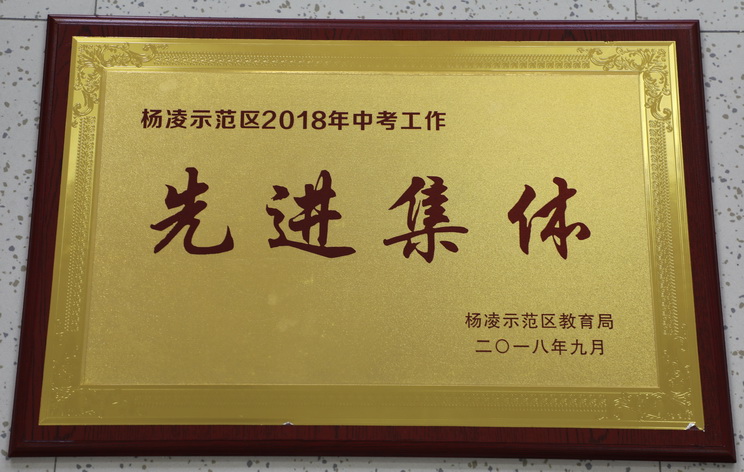 杨凌示范区2018年中考工作
先进集体
杨凌示范区教育局
二〇一八年九月